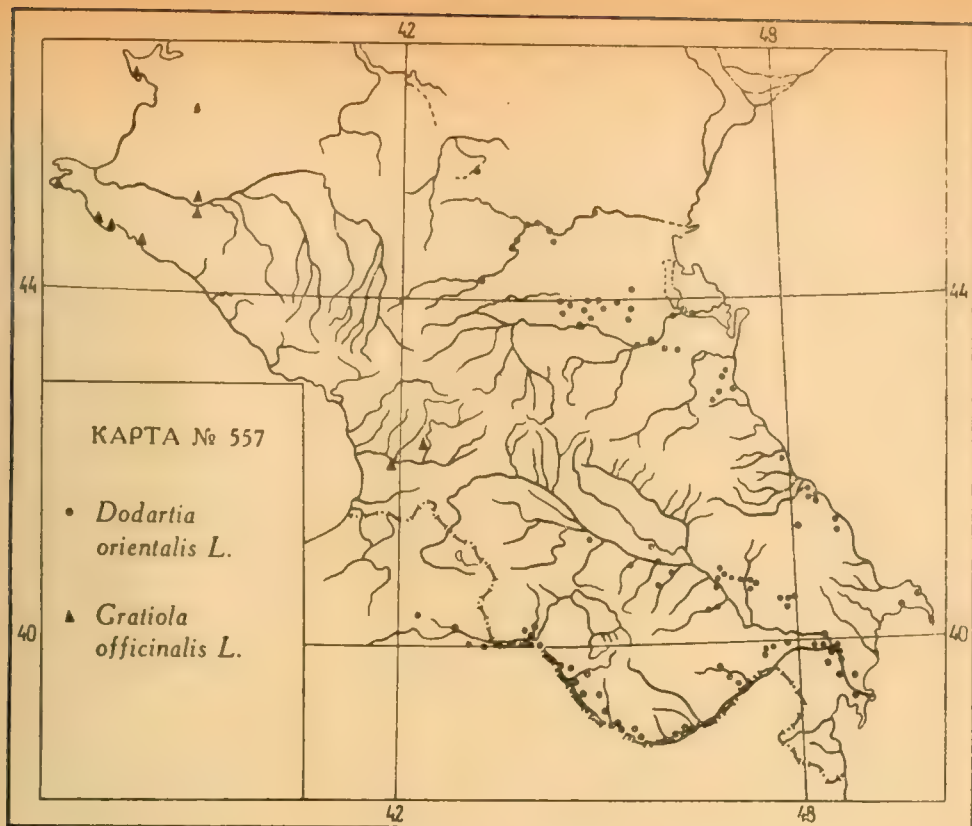 42 48
44 44
КАРТА № 557
Dodartia
orientalis L.
Gratiola
officinalis L.
40 40
42 48